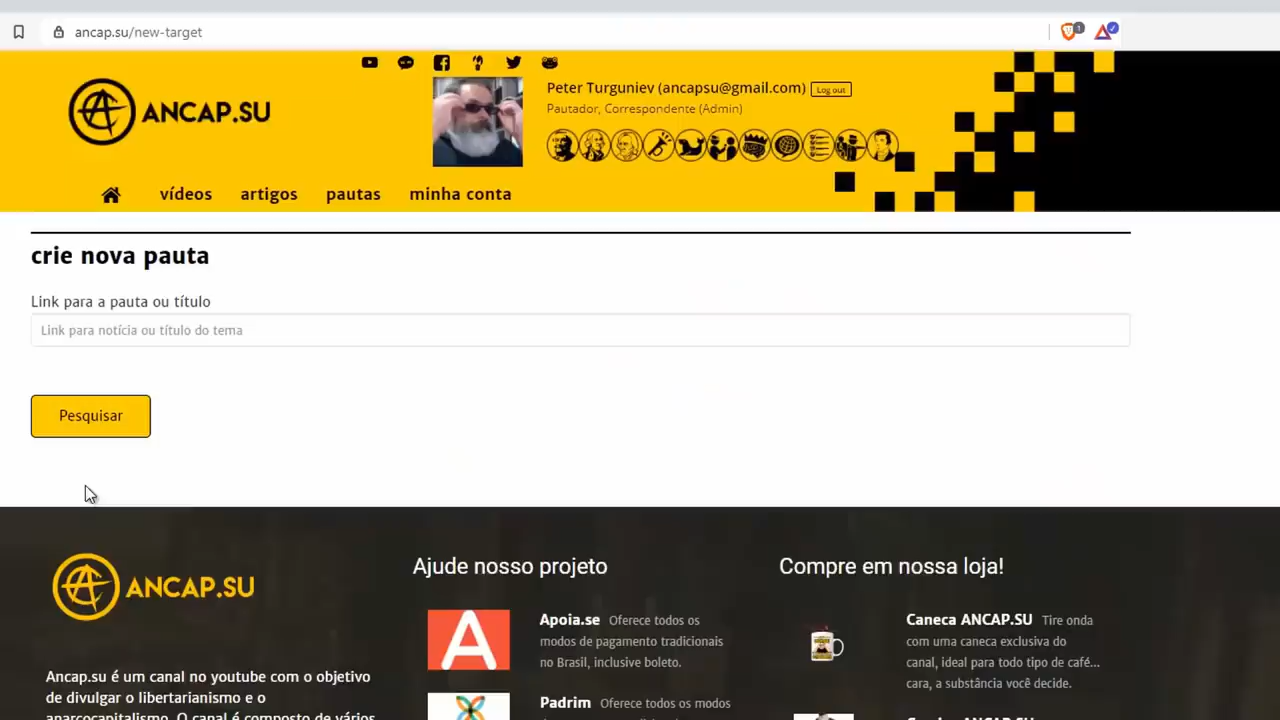 ancap.su/new-target
ANCAP.SU
Peter Turguniev (ancapsu@gmail.com) Log out
Pautador, Correspondente (Admin)
vídeos artigos pautas minha conta
crie nova pauta
Link para a pauta ou título
Link para notícia ou título do tema
Pesquisar
ANCAP.SU
Ancap.su é um canal no youtube com o objetivo
de divulgar o libertarianismo e o
anarcocapitalismo. O canal é composto de vários
Ajude nosso projeto
Apoia.se Oferece todos os
modos de pagamento tradicionais
no Brasil, inclusive boleto.
Padrim Oferece todos os modos
Compre em nossa loja!
Caneca ANCAP.SU Tire onda
com uma caneca exclusiva do
canal, ideal para todo tipo de café...
cara, a substância você decide.